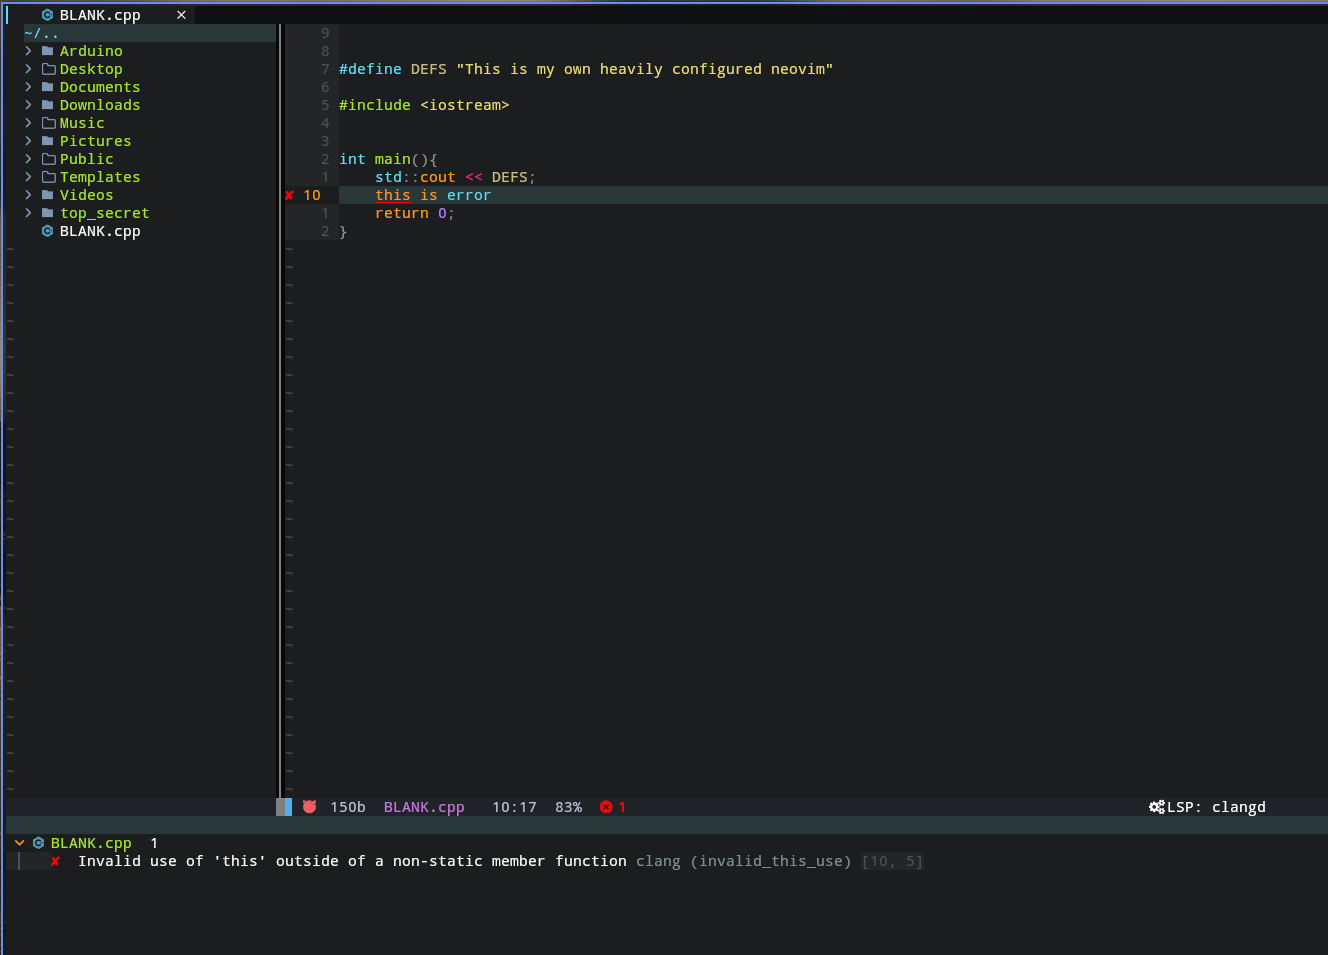 BLANK.cpp ×
~/..
Arduino
Desktop
Documents
Downloads
Music
Pictures
Public
Templates
Videos
top_secret
BLANK.cpp
9
8
7 #define DEFS "This is my own heavily configured neovim"
6
5 #include <iostream>
4
3
2 int main(){
1 std::cout << DEFS;
✘ 10 this is error
1 return 0;
2 }
150b BLANK.cpp 10:17 83% 1 LSP: clangd
BLANK.cpp 1
✘ Invalid use of 'this' outside of a non-static member function clang (invalid_this_use) [10, 5]